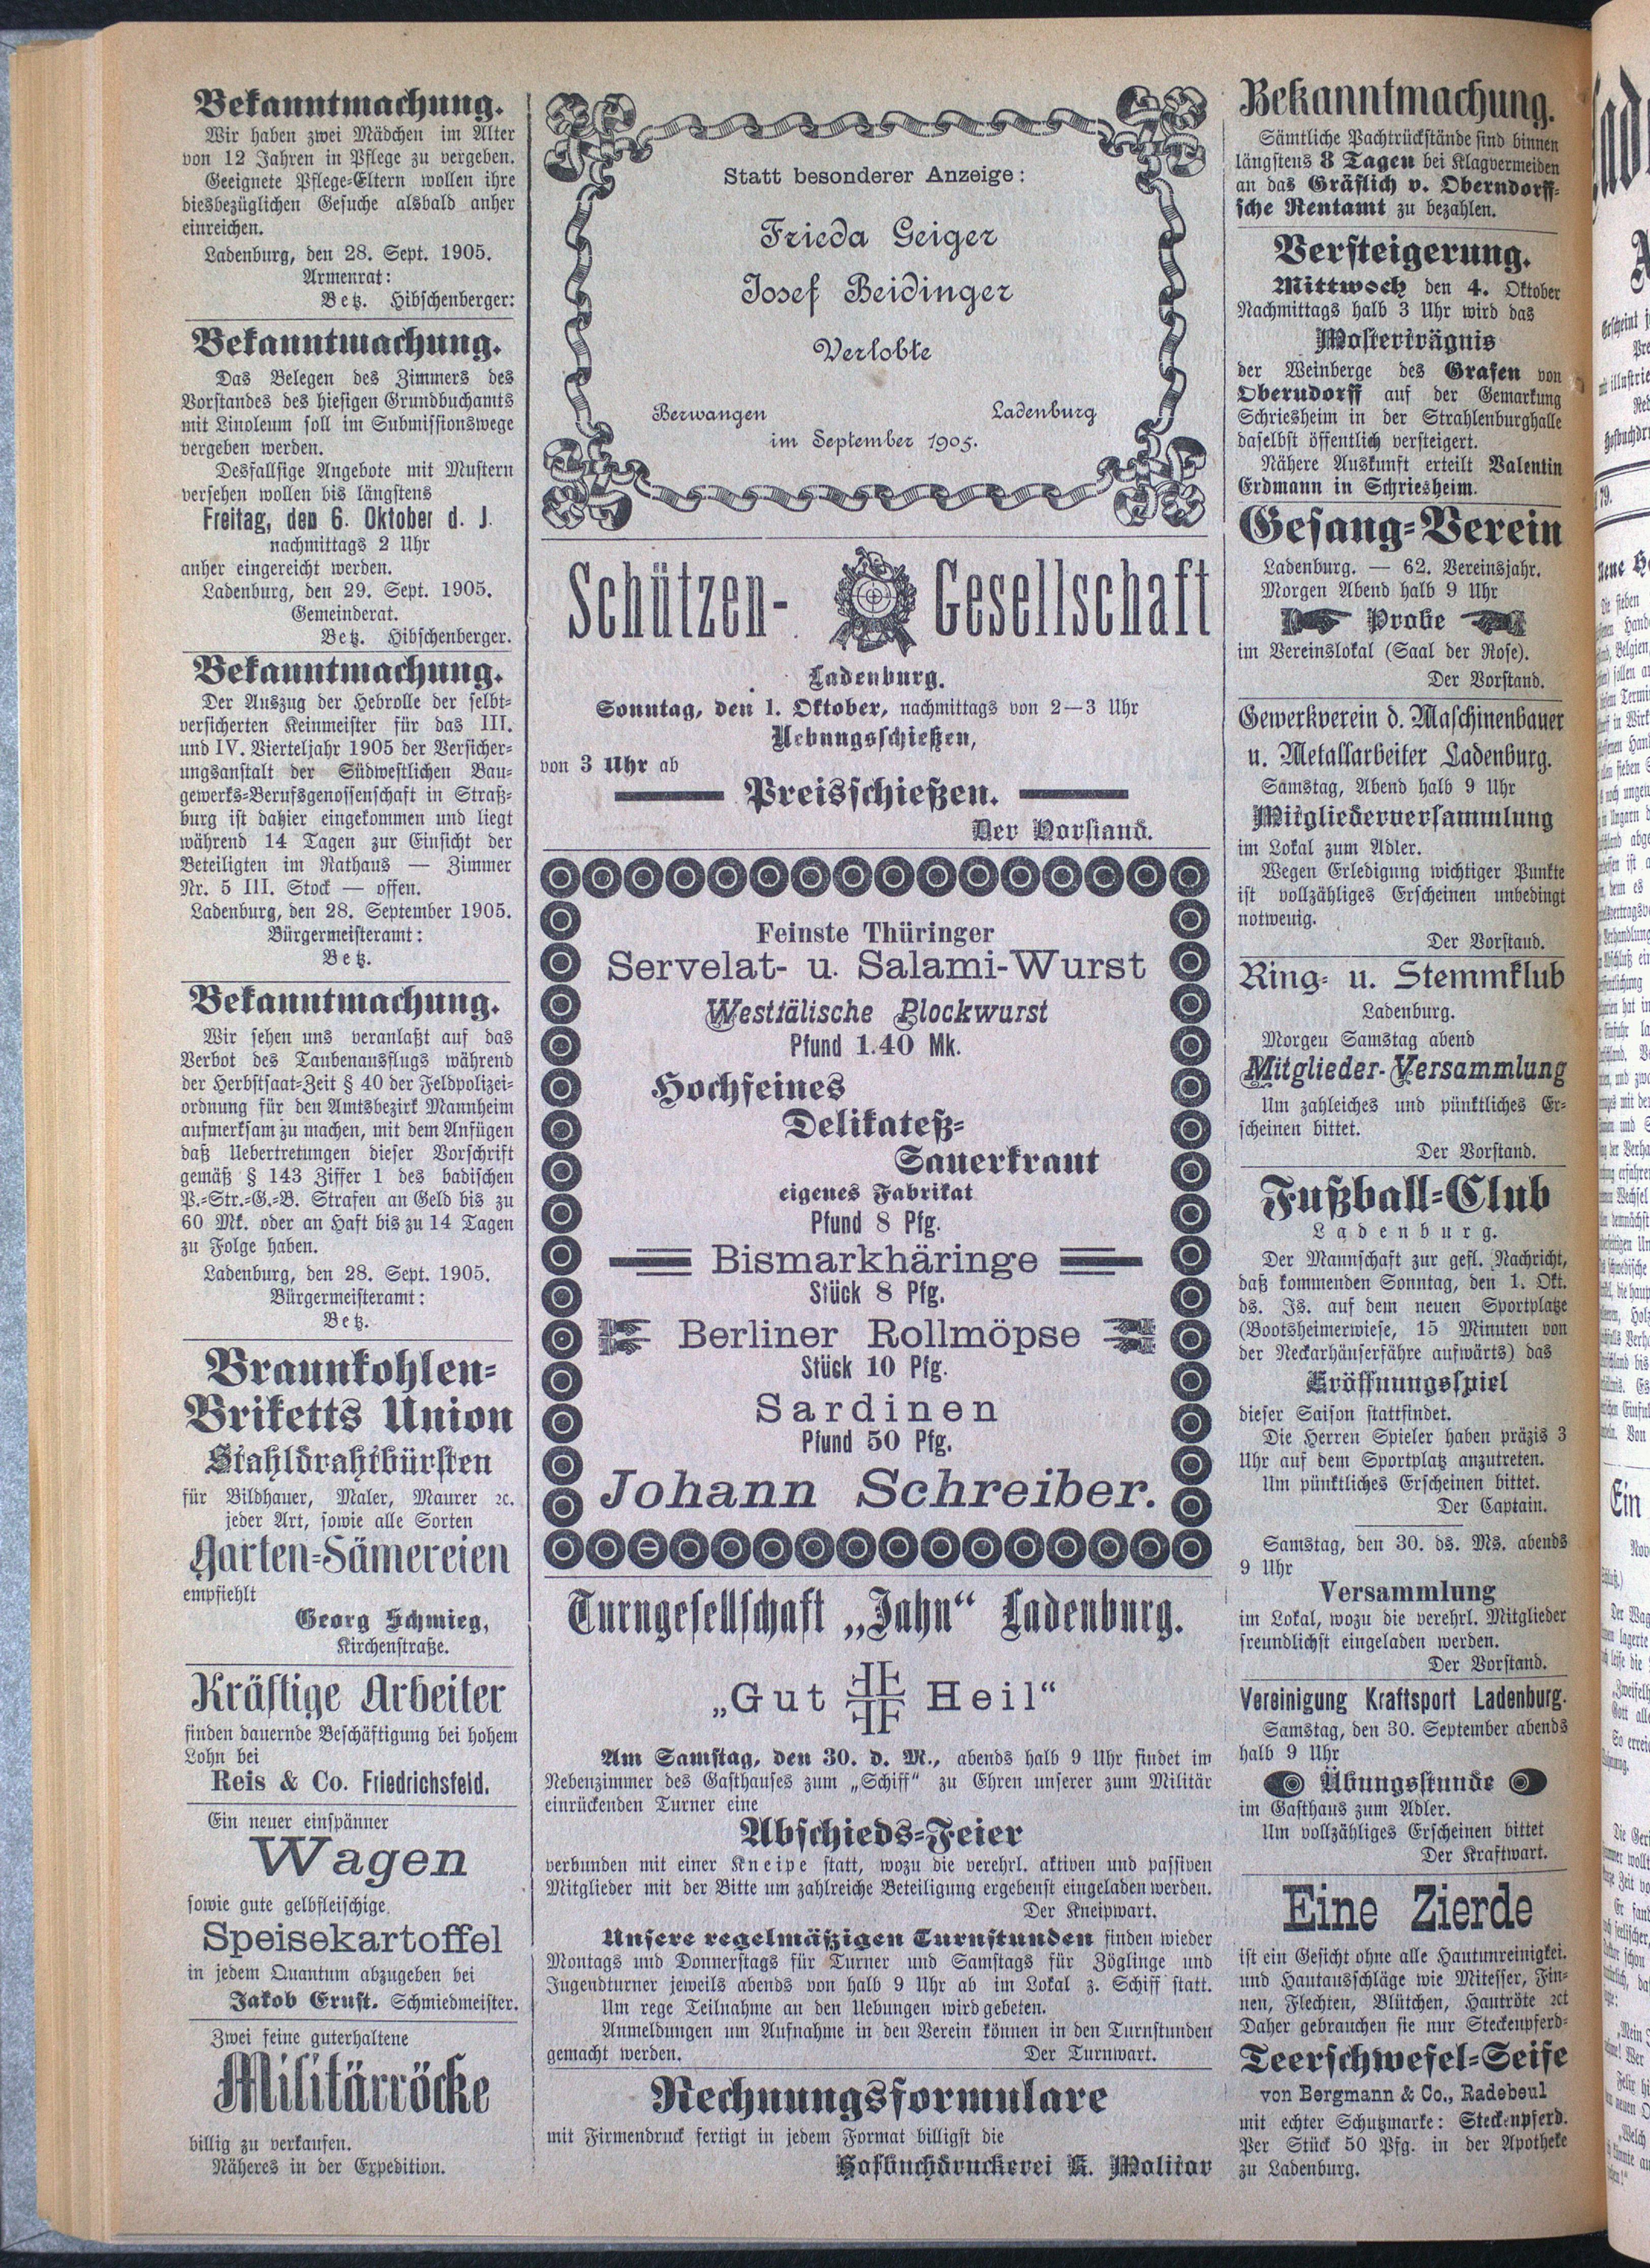 Bekanntmachung.
Wir haben zwei Mädchen im Alter
von 12 Jahren in Pflege zu vergeben.
Geeignete Pflege-Eltern wollen ihre
diesbezüglichen Gesuche alsbald anher
einreichen.
Ladenburg, den 28. Sept. 1905.
Armenrat:
Betz. Hibschenberger:
Bekanntmachung.
Das Belegen des Zimmers des
Vorstandes des hiesigen Grundbuchamts
mit Linoleum soll im Submissionswege
vergeben werden.
Desfallsige Angebote mit Mustern
versehen wollen bis längstens
Freitag, den 6. Oktober d. J.
nachmittags 2 Uhr
anher eingereicht werden.
Ladenburg, den 29. Sept. 1905.
Gemeinderat.
Betz. Hibschenberger.
Bekanntmachung.
Der Auszug der Hebrolle der selbt-
versicherten Keinmeister für das III.
und IV. Vierteljahr 1905 der Versicher-
ungsanstalt der Südwestlichen Bau-
gewerks-Berufsgenossenschaft in Straß-
burg ist dahier eingekommen und liegt
während 14 Tagen zur Einsicht der
Beteiligten im Rathaus — Zimmer
Nr. 5 III. Stock — offen.
Ladenburg, den 28. September 1905.
Bürgermeisteramt:
Betz.
Bekanntmachung.
Wir sehen uns veranlaßt auf das
Verbot des Taubenausflugs während
der Herbstsaat-Zeit § 40 der Feldpolizei-
ordnung für den Amtsbezirk Mannheim
aufmerksam zu machen, mit dem Anfügen
daß Uebertretungen dieser Vorschrift
gemäß § 143 Ziffer 1 des badischen
P.-Str.-G.-B. Strafen an Geld bis zu
60 Mk. oder an Haft bis zu 14 Tagen
zu Folge haben.
Ladenburg, den 28. Sept. 1905.
Bürgermeisteramt:
Betz.
Braunkohlen-
Briketts Union
Stahldrahtbürsten
für Bildhauer, Maler, Maurer ꝛc.
jeder Art, sowie alle Sorten
Garten-Sämereien
empfiehlt
Georg Schmieg,
Kirchenstraße.
Kräftige Arbeiter
finden dauernde Beschäftigung bei hohem
Lohn bei
Reis & Co. Friedrichsfeld.
Ein neuer einspänner
Wagen
sowie gute gelbfleischige
Speisekartoffel
in jedem Quantum abzugeben bei
Jakob Ernst. Schmiedmeister.
Zwei feine guterhaltene
Militärröcke
billig zu verkaufen.
Näheres in der Expedition.
Statt besonderer Anzeige:
Frieda Geiger
Josef Beidinger
Verlobte
Berwangen Ladenburg
im September 1905.
Schützen- Gesellschaft
Ladenburg.
Sonntag, den 1. Oktober, nachmittags von 2—3 Uhr
Uebungsschießen,
von 3 Uhr ab
Preisschießen.
Der Vorstand.
Feinste Thüringer
Servelat- u. Salami-Wurst
Westfälische Plockwurst
Pfund 1.40 Mk.
Hochfeines
Delikateß-
Sauerkraut
eigenes Fabrikat
Pfund 8 Pfg.
Bismarkhäringe
Stück 8 Pfg.
Berliner Rollmöpse
Stück 10 Pfg.
Sardinen
Pfund 50 Pfg.
Johann Schreiber.
Turngesellschaft „Jahn“ Ladenburg.
„Gut Heil“
Am Samstag, den 30. d. M., abends halb 9 Uhr findet im
Nebenzimmer des Gasthauses zum „Schiff“ zu Ehren unserer zum Militär
einrückenden Turner eine
Abschieds-Feier
verbunden mit einer Kneipe statt, wozu die verehrl. aktiven und passiven
Mitglieder mit der Bitte um zahlreiche Beteiligung ergebenst eingeladen werden.
Der Kneipwart.
Unsere regelmäßigen Turnstunden finden wieder
Montags und Donnerstags für Turner und Samstags für Zöglinge und
Jugendturner jeweils abends von halb 9 Uhr ab im Lokal z. Schiff statt.
Um rege Teilnahme an den Uebungen wird gebeten.
Anmeldungen um Aufnahme in den Verein können in den Turnstunden
gemacht werden. Der Turnwart.
Rechnungsformulare
mit Firmendruck fertigt in jedem Format billigst die
Hofbuchdruckerei K. Molitor
Bekanntmachung.
Sämtliche Pachtrückstände sind binnen
längstens 8 Tagen bei Klagvermeiden
an das Gräflich v. Oberndorff-
sche Rentamt zu bezahlen.
Versteigerung.
Mittwoch den 4. Oktober
Nachmittags halb 3 Uhr wird das
Mosterträgnis
der Weinberge des Grafen von
Oberndorff auf der Gemarkung
Schriesheim in der Strahlenburghalle
daselbst öffentlich versteigert.
Nähere Auskunft erteilt Valentin
Erdmann in Schriesheim.
Gesang-Verein
Ladenburg. — 62. Vereinsjahr.
Morgen Abend halb 9 Uhr
Probe
im Vereinslokal (Saal der Rose).
Der Vorstand.
Gewerkverein d. Maschinenbauer
u. Metallarbeiter Ladenburg.
Samstag, Abend halb 9 Uhr
Mitgliederversammlung
im Lokal zum Adler.
Wegen Erledigung wichtiger Punkte
ist vollzähliges Erscheinen unbedingt
notwenig.
Der Vorstand.
Ring- u. Stemmklub
Ladenburg.
Morgen Samstag abend
Mitglieder-Versammlung
Um zahleiches und pünktliches Er-
scheinen bittet.
Der Vorstand.
Fußball-Club
Ladenburg.
Der Mannschaft zur gefl. Nachricht,
daß kommenden Sonntag, den 1. Okt.
ds. Js. auf dem neuen Sportplatze
(Bootsheimerwiese, 15 Minuten von
der Neckarhäuserfähre aufwärts) das
Eröffnungsspiel
dieser Saison stattfindet.
Die Herren Spieler haben präzis 3
Uhr auf dem Sportplatz anzutreten.
Um pünktliches Erscheinen bittet.
Der Captain.
Samstag, den 30. ds. Ms. abends
9 Uhr
Versammlung
im Lokal, wozu die verehrl. Mitglieder
freundlichst eingeladen werden.
Der Vorstand.
Vereinigung Kraftsport Ladenburg.
Samstag, den 30. September abends
halb 9 Uhr
Übungsstunde
im Gasthaus zum Adler.
Um vollzähliges Erscheinen bittet
Der Kraftwart.
Eine Zierde
ist ein Gesicht ohne alle Hautunreinigkei.
und Hautausschläge wie Mitesser, Fin-
nen, Flechten, Blütchen, Hautröte ꝛct
Daher gebrauchen sie nur Steckenpferd-
Teerschwefel-Seife
von Bergmann & Co., Radebeul
mit echter Schutzmarke: Steckenpferd.
Per Stück 50 Pfg. in der Apotheke
zu Ladenburg.